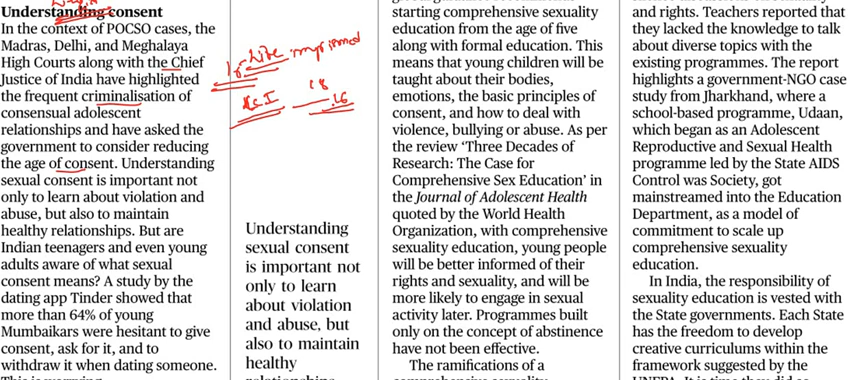 Understanding consent
In the context of POCSO cases, the
Madras, Delhi, and Meghalaya
High Courts along with the Chief
Justice of India have highlighted
the frequent criminalisation of
consensual adolescent
relationships and have asked the
government to consider reducing
the age of consent. Understanding
sexual consent is important not
only to learn about violation and
abuse, but also to maintain
healthy relationships. But are
Indian teenagers and even young
adults aware of what sexual
consent means? A study by the
dating app Tinder showed that
more than 64% of young
Mumbaikars were hesitant to give
consent, ask for it, and to
withdraw it when dating someone.
18
16
Understanding
sexual consent
is important not
only to learn
about violation
and abuse, but
also to maintain
healthy
relationships
starting comprehensive sexuality
education from the age of five
along with formal education. This
means that young children will be
taught about their bodies,
emotions, the basic principles of
consent, and how to deal with
violence, bullying or abuse. As per
the review ‘Three Decades of
Research: The Case for
Comprehensive Sex Education’ in
the Journal of Adolescent Health
quoted by the World Health
Organization, with comprehensive
sexuality education, young people
will be better informed of their
rights and sexuality, and will be
more likely to engage in sexual
activity later. Programmes built
only on the concept of abstinence
have not been effective.
The ramifications of a
comprehensive sexuality
and rights. Teachers reported that
they lacked the knowledge to talk
about diverse topics with the
existing programmes. The report
highlights a government-NGO case
study from Jharkhand, where a
school-based programme, Udaan,
which began as an Adolescent
Reproductive and Sexual Health
programme led by the State AIDS
Control was Society, got
mainstreamed into the Education
Department, as a model of
commitment to scale up
comprehensive sexuality
education.
In India, the responsibility of
sexuality education is vested with
the State governments. Each State
has the freedom to develop
creative curriculums within the
framework suggested by the